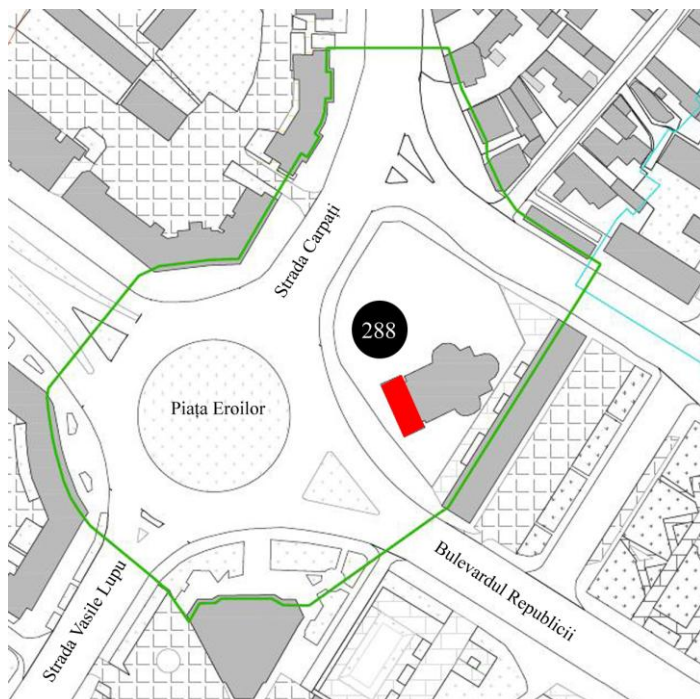 Strada Carpați
288
Piața Eroilor
Bulevardul Republicii
Strada Vasile Lupu